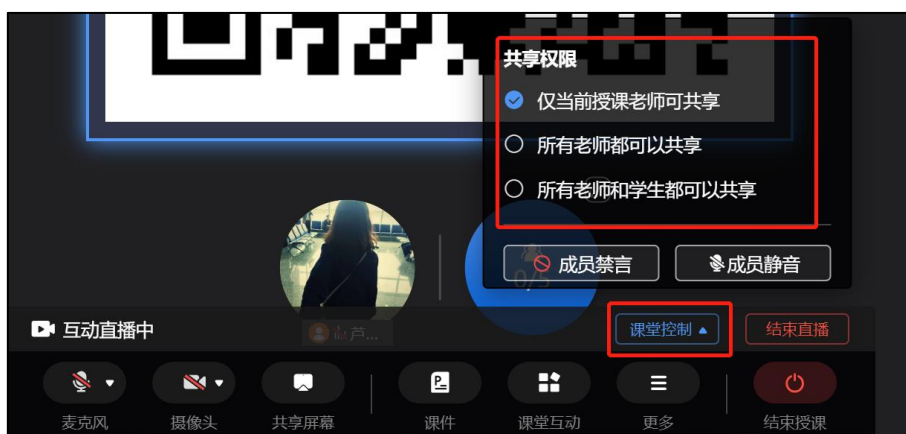 共享权限
仅当前授课老师可共享
所有老师都可以共享
所有老师和学生都可以共享
成员禁言 成员静音
0/5
互动直播中 芦... 课堂控制 结束直播
麦克风 摄像头 共享屏幕 课件 课堂互动 更多 结束授课